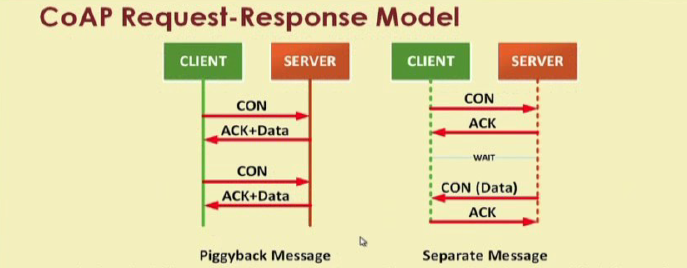 CoAP Request-Response Model
CLIENT
SERVER
CON
ACK+Data
CON
ACK+Data
Piggyback Message
CLIENT
SERVER
CON
ACK
WAIT
CON (Data)
ACK
Separate Message